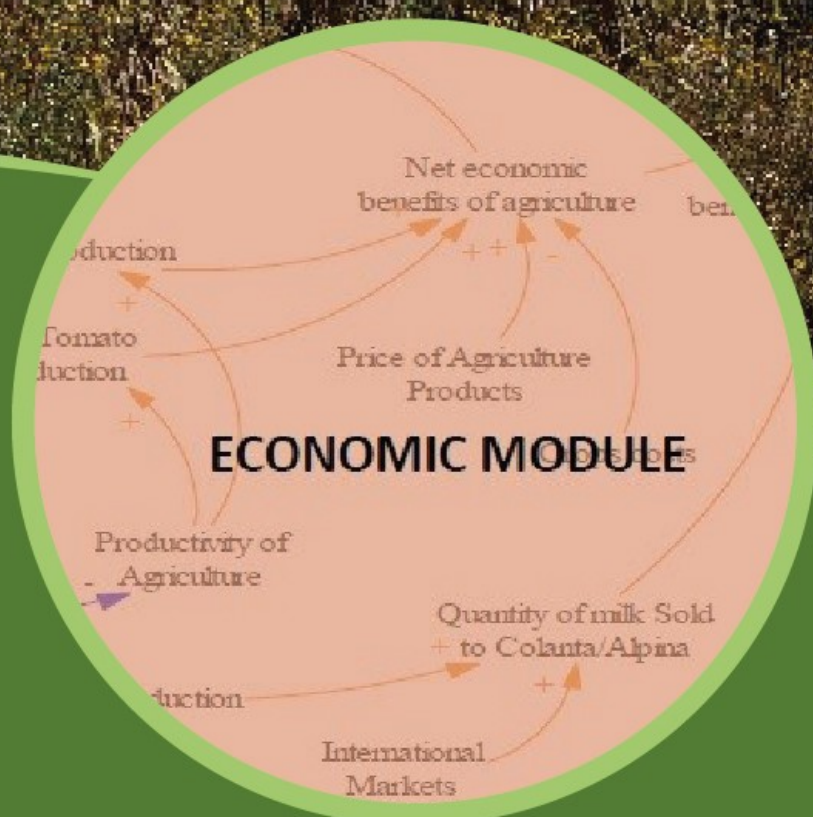 Net economic
benefits of agriculture
ben
oduction
+
+ + -
Tomato
duction
Price of Agriculture
Products
+
ECONOMIC MODULE
costs
Productivity of
- Agriculture
Quantity of milk Sold
+ to Colanta/Alpina
+
duction
International
Markets